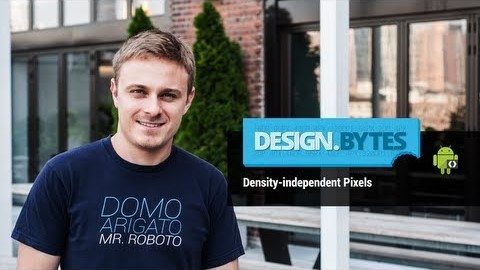 DESIGN.BYTES
Density-independent Pixels
DOMO
ARIGATO
MR. ROBOTO